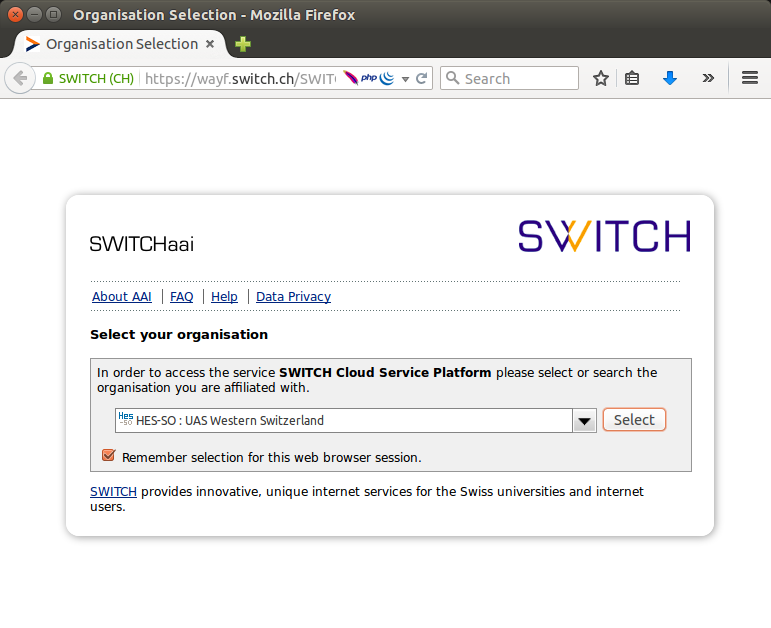 Organisation Selection - Mozilla Firefox
Organisation Selection
SWITCH (CH) https://wayf.switch.ch/SWIT php Search
SWITCHaai SWITCH
About AAI | FAQ | Help | Data Privacy
Select your organisation
In order to access the service SWITCH Cloud Service Platform please select or search the
organisation you are affiliated with.
Hes-so HES-SO : UAS Western Switzerland Select
Remember selection for this web browser session.
SWITCH provides innovative, unique internet services for the Swiss universities and internet
users.